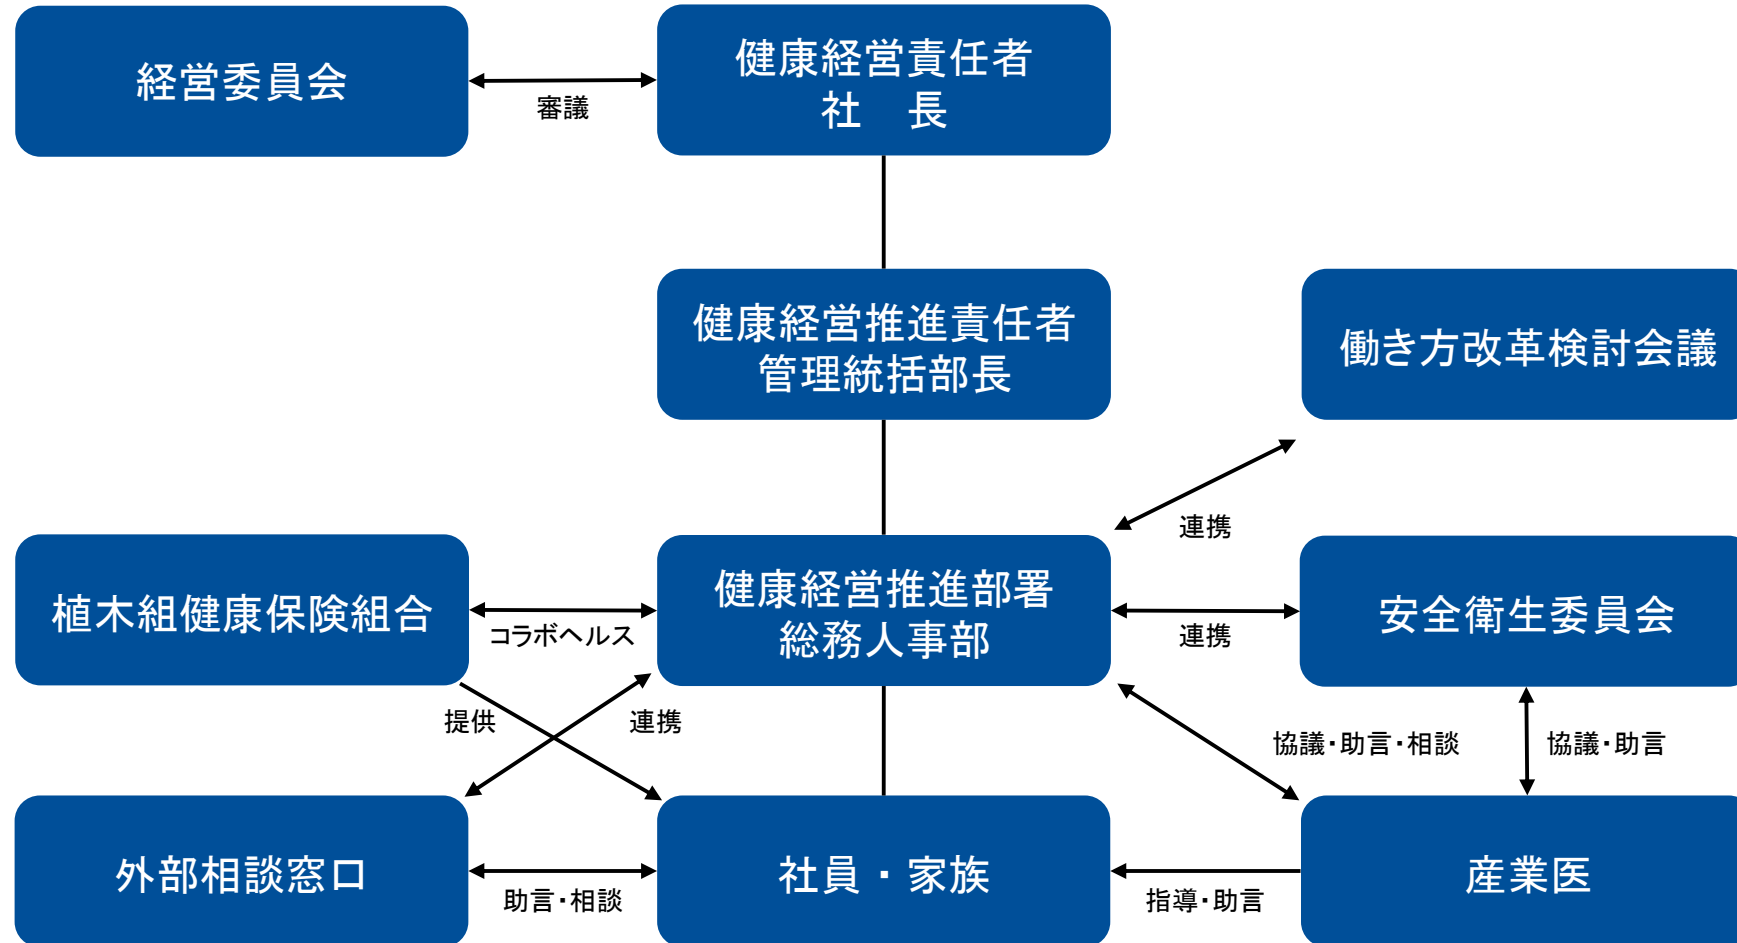 経営委員会
審議
健康経営責任者
社　長
健康経営推進責任者
管理統括部長
働き方改革検討会議
連携
植木組健康保険組合
コラボヘルス
健康経営推進部署
総務人事部
連携
安全衛生委員会
提供
連携
協議・助言・相談
協議・助言
外部相談窓口
助言・相談
社員・家族
指導・助言
産業医